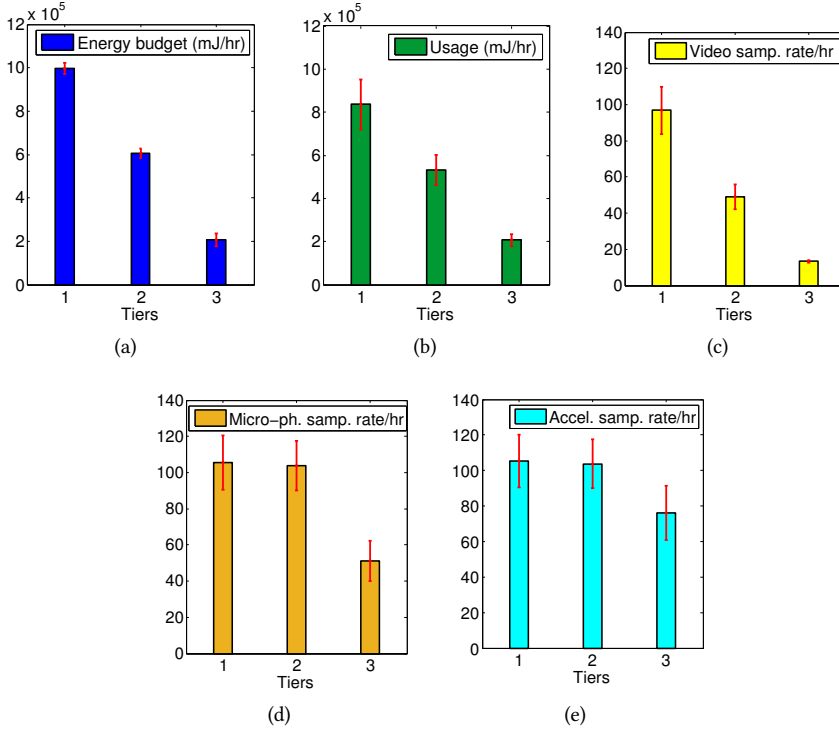 x 10^5
Energy budget (mJ/hr)
12
10
8
6
4
2
0
1 2 3
Tiers
(a)
x 10^5
Usage (mJ/hr)
12
10
8
6
4
2
0
1 2 3
Tiers
(b)
Video samp. rate/hr
140
120
100
80
60
40
20
0
1 2 3
Tiers
(c)
Micro-ph. samp. rate/hr
140
120
100
80
60
40
20
0
1 2 3
Tiers
(d)
Accel. samp. rate/hr
140
120
100
80
60
40
20
0
1 2 3
Tiers
(e)